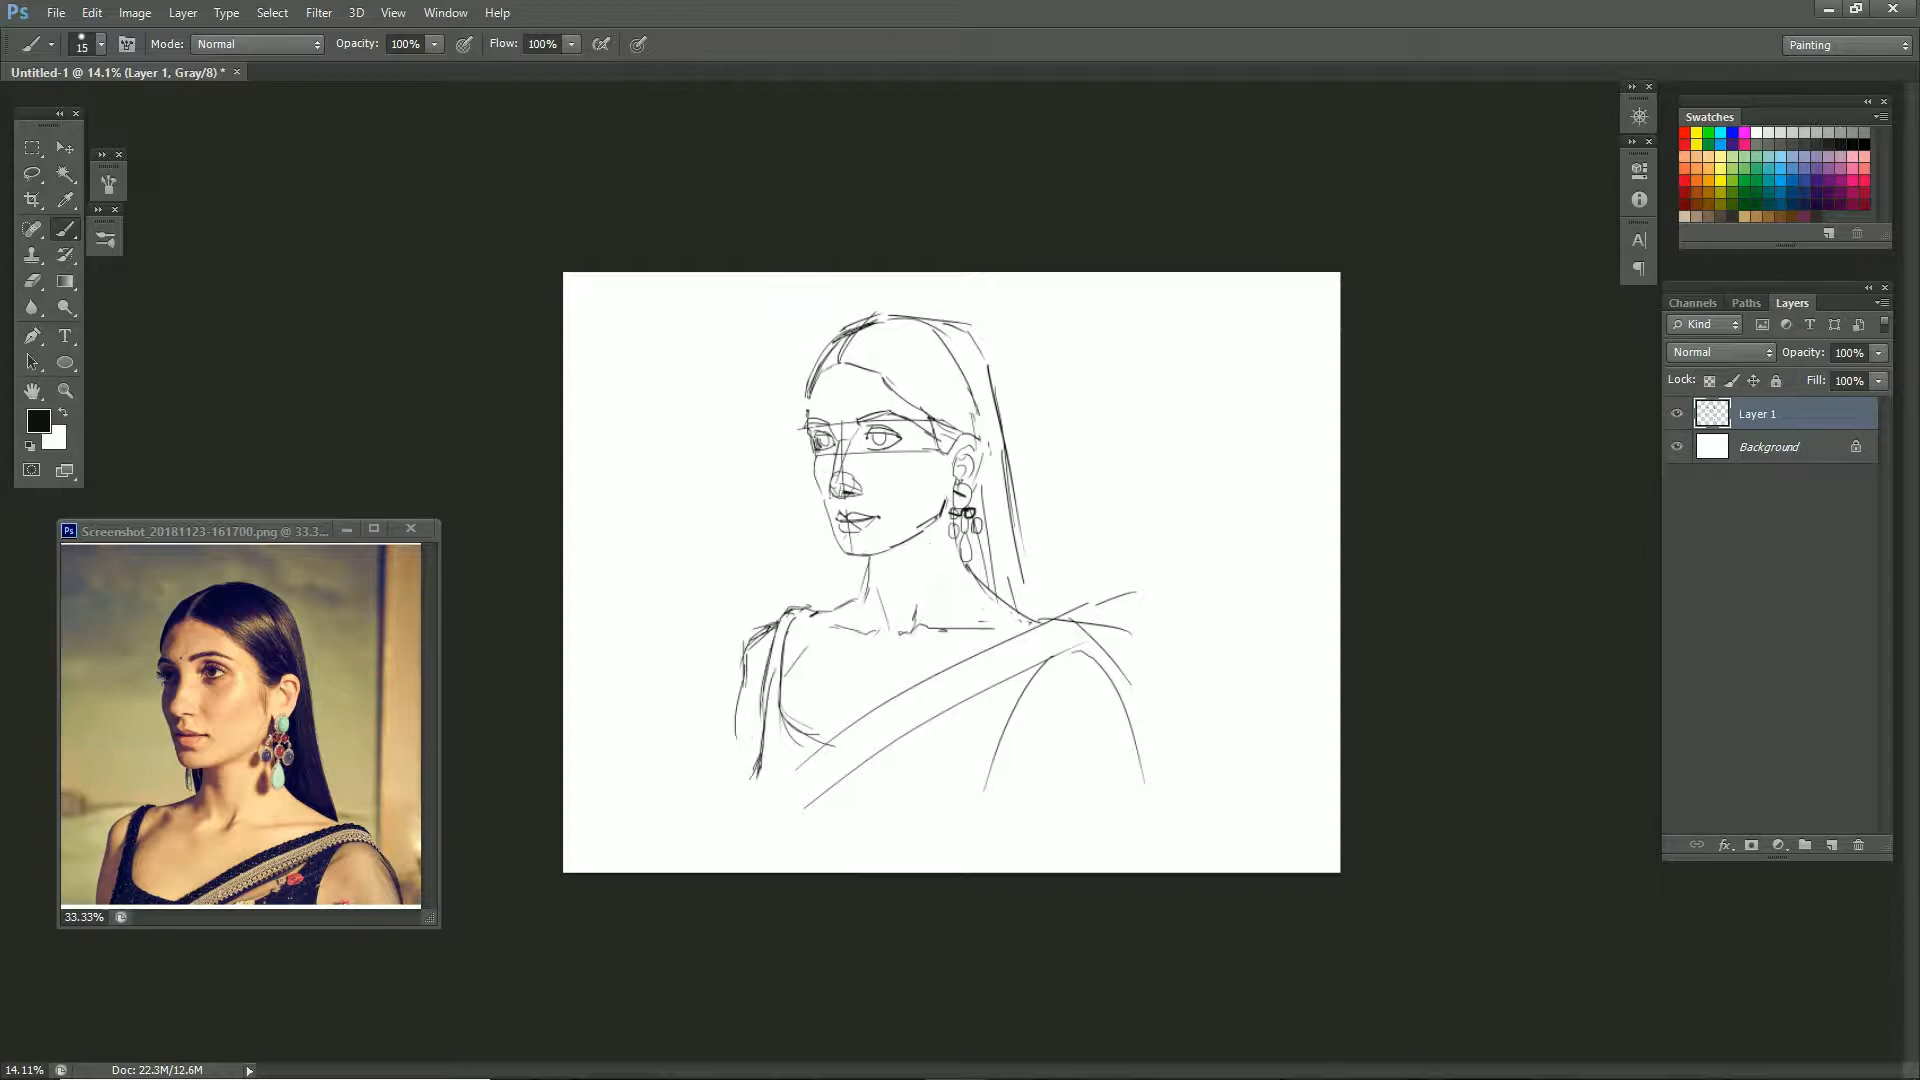 Ps File Edit Image Layer Type Select Filter 3D View Window Help
15 Mode: Normal Opacity: 100% Flow: 100% Painting
Untitled-1 @ 14.1% (Layer 1, Gray/8) * ×
Swatches
Channels Paths Layers
Kind
Normal Opacity: 100%
Lock: Fill: 100%
Layer 1
Background
Ps Screenshot_20181123-161700.png @ 33.3...
33.33%
fx
14.11% Doc: 22.3M/12.6M